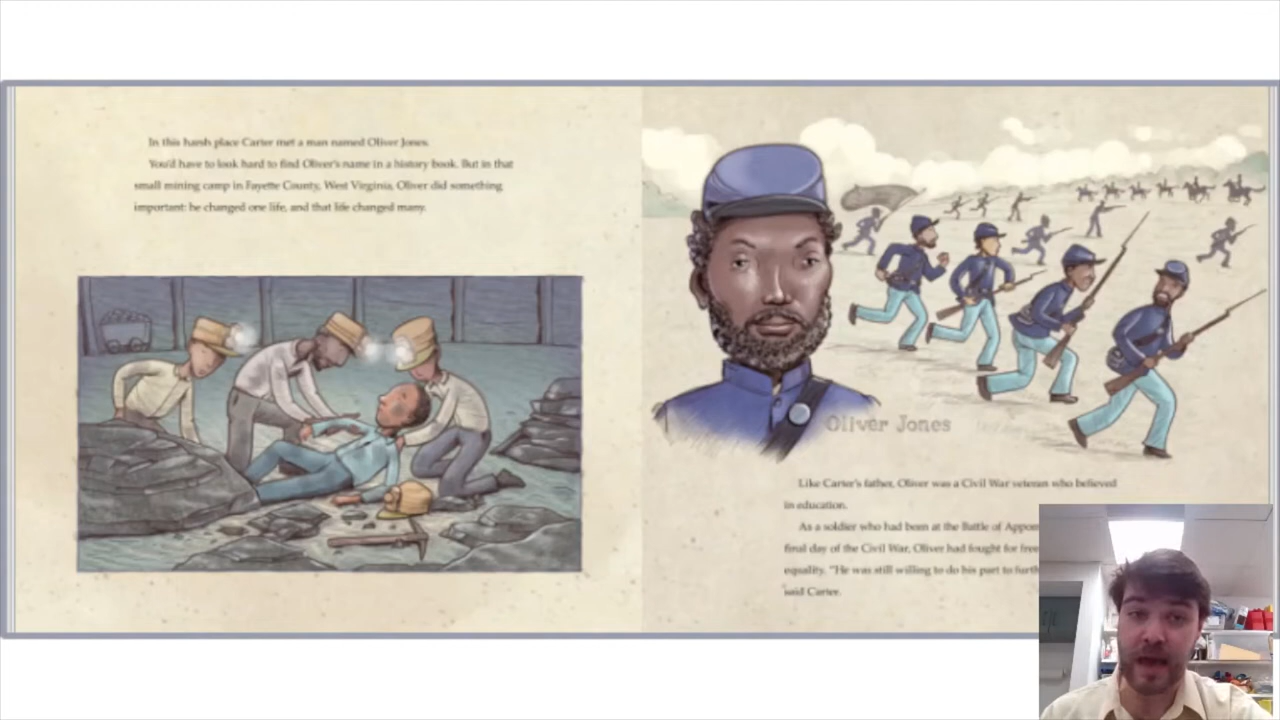 In this harsh place Carter met a man named Oliver Jones.
You'd have to look hard to find Oliver's name in a history book. But in that
small mining camp in Fayette County, West Virginia, Oliver did something
important: he changed one life, and that life changed many.
Oliver Jones
Like Carter's father, Oliver was a Civil War veteran who believed
in education.
As a soldier who had been at the Battle of
final day of the Civil War, Oliver had fought for
equality. "He was still willing to do his part to
said Carter.